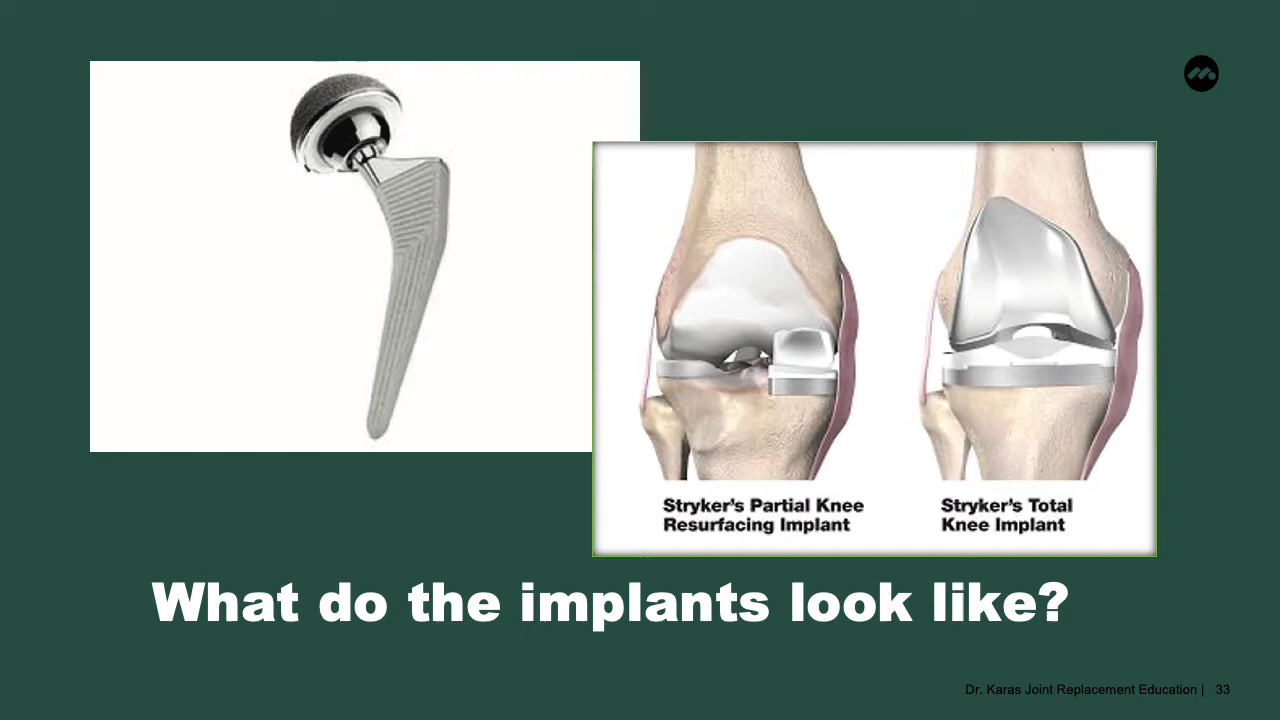 Stryker's Partial Knee
Resurfacing Implant
Stryker's Total
Knee Implant
What do the implants look like?
Dr. Karas Joint Replacement Education | 33